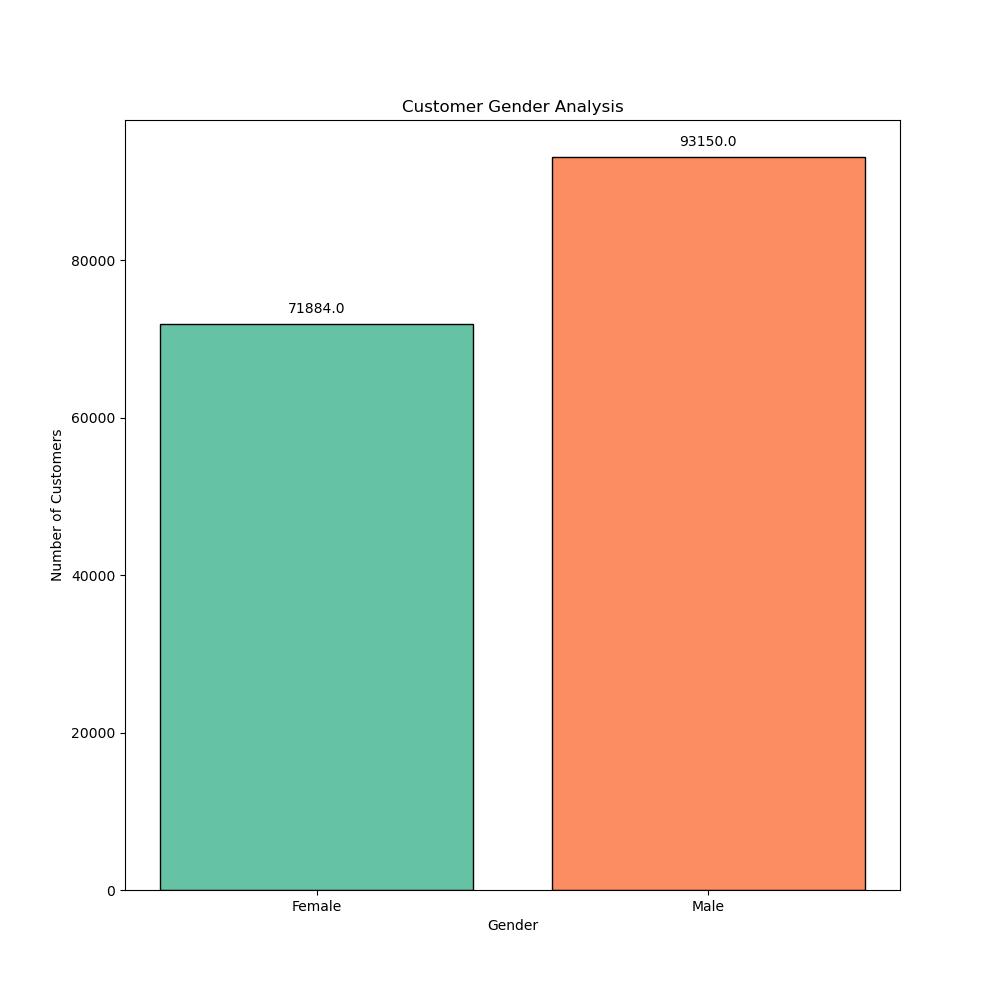 Customer Gender Analysis
93150.0
71884.0
80000
60000
40000
20000
0
Number of Customers
Female
Male
Gender